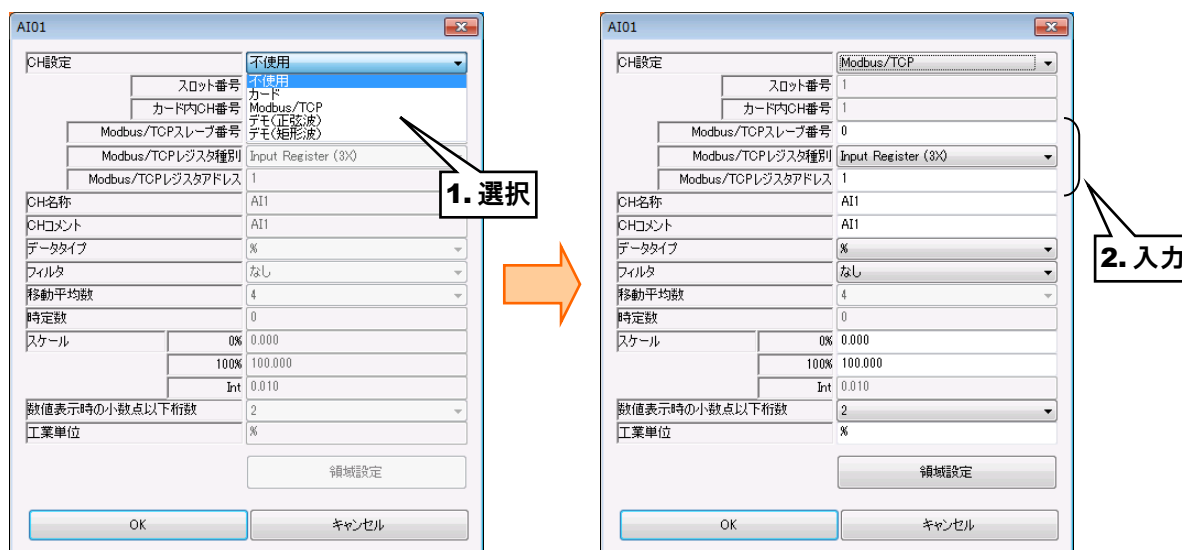 AI01
CH設定 不使用
不使用
スロット番号
カード
カード内CH番号
Modbus/TCP
デモ(正弦波)
Modbus/TCPスレーブ番号
デモ(矩形波)
Modbus/TCPレジスタ種別 Input Register (3X)
Modbus/TCPレジスタアドレス 1
CH名称 AI1
CHコメント AI1
データタイプ %
フィルタ なし
移動平均数 4
時定数 0
スケール 0% 0.000
100% 100.000
Int 0.010
数値表示時の小数点以下桁数 2
工業単位 %
領域設定
OK キャンセル
1. 選択
AI01
CH設定 Modbus/TCP
スロット番号 1
カード内CH番号 1
Modbus/TCPスレーブ番号 0
Modbus/TCPレジスタ種別 Input Register (3X)
Modbus/TCPレジスタアドレス 1
CH名称 AI1
CHコメント AI1
データタイプ %
フィルタ なし
移動平均数 4
時定数 0
スケール 0% 0.000
100% 100.000
Int 0.010
数値表示時の小数点以下桁数 2
工業単位 %
領域設定
OK キャンセル
2. 入力